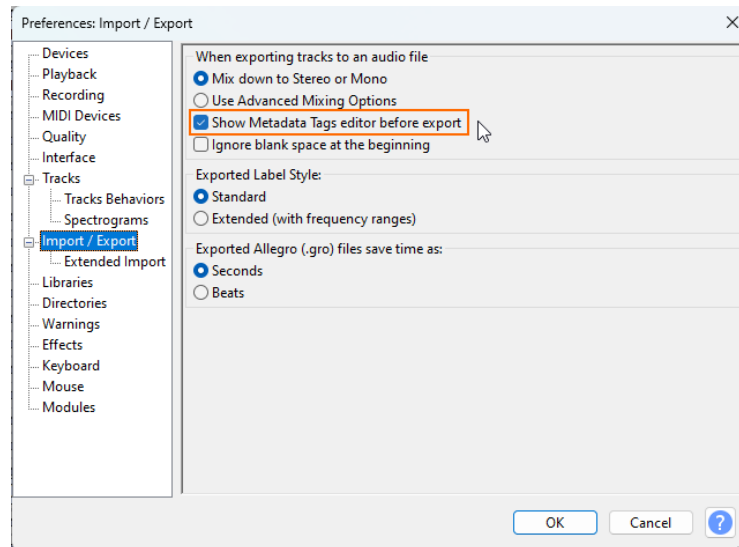 Preferences: Import / Export
Devices
Playback
Recording
MIDI Devices
Quality
Interface
Tracks
Tracks Behaviors
Spectrograms
Import / Export
Extended Import
Libraries
Directories
Warnings
Effects
Keyboard
Mouse
Modules
When exporting tracks to an audio file
Mix down to Stereo or Mono
Use Advanced Mixing Options
Show Metadata Tags editor before export
Ignore blank space at the beginning
Exported Label Style:
Standard
Extended (with frequency ranges)
Exported Allegro (.gro) files save time as:
Seconds
Beats
OK
Cancel
?